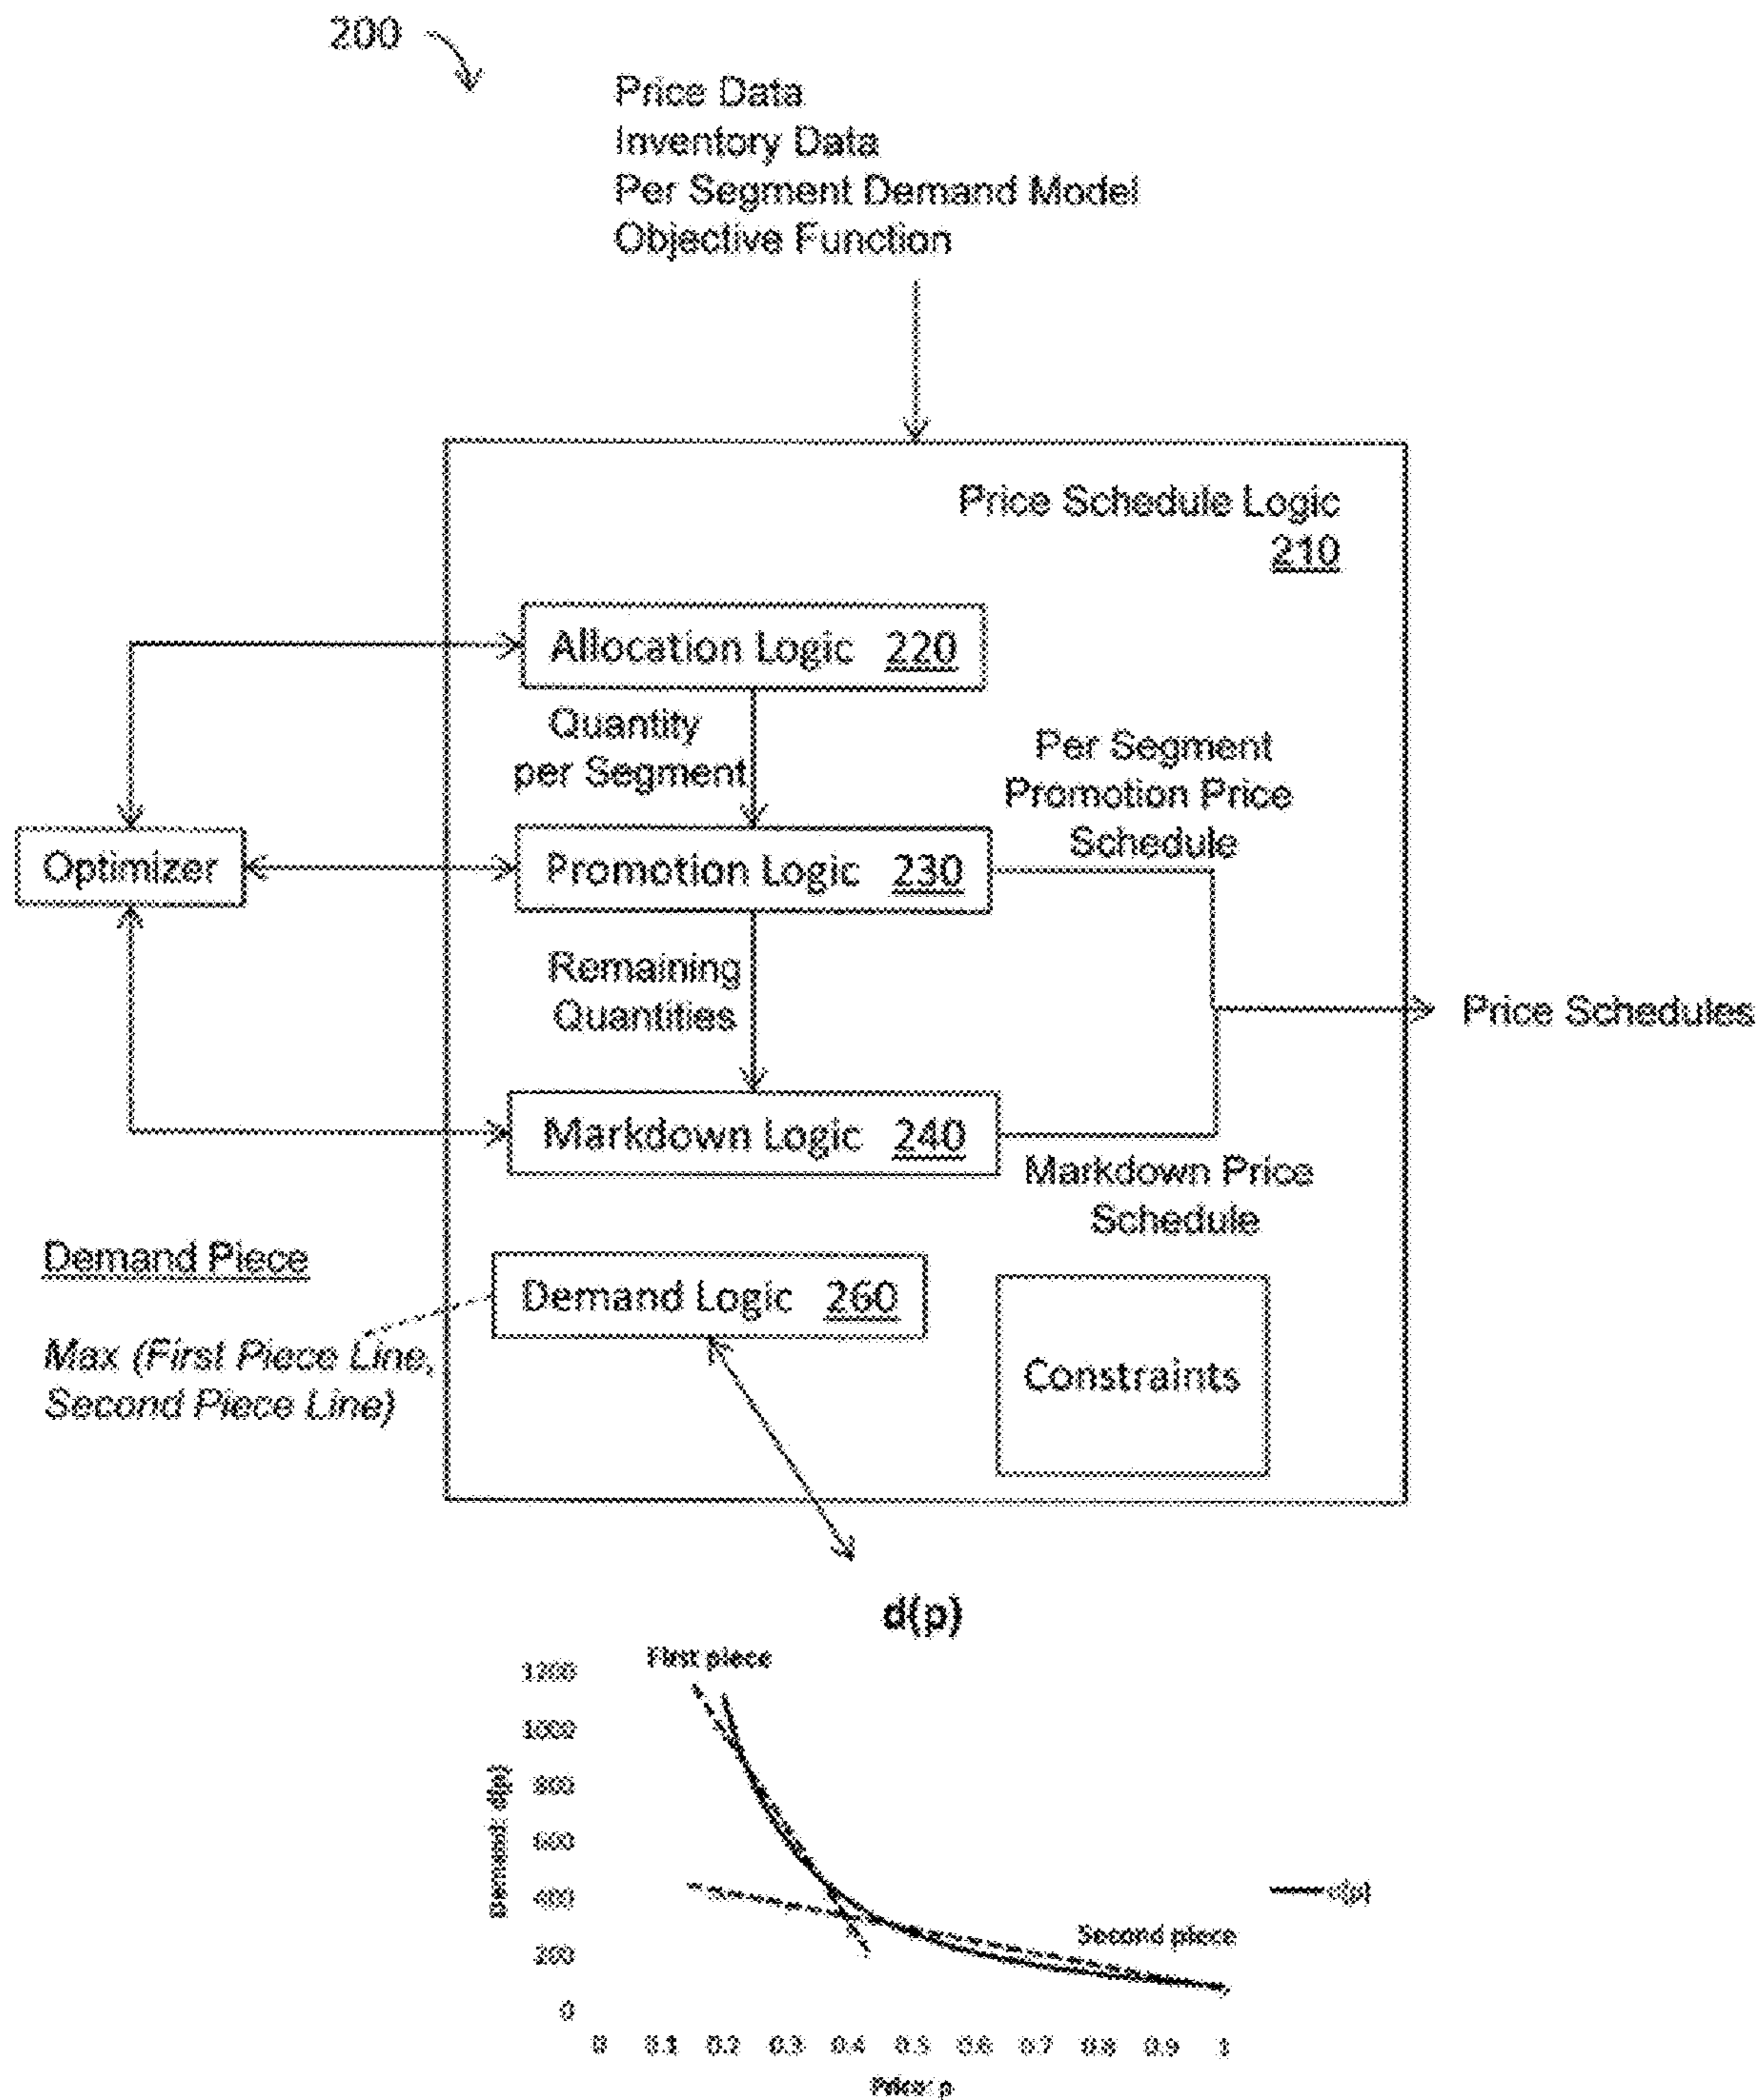 200
Price Data
Inventory Data
Per Segment Demand Model
Objective Function
Price Schedule Logic
210
Allocation Logic 220
Quantity
per Segment
Per Segment
Promotion Price
Schedule
Optimizer
Promotion Logic 230
Remaining
Quantities
Price Schedules
Markdown Logic 240
Markdown Price
Schedule
Demand Piece
Demand Logic 260
Max (First Piece Line,
Second Piece Line)
Constraints
d(p)
First piece
1200
1000
800
600
400
200
0
Demand: d(p)
Second piece
d(p)
0 0.1 0.2 0.3 0.4 0.5 0.6 0.7 0.8 0.9 1
Price: p